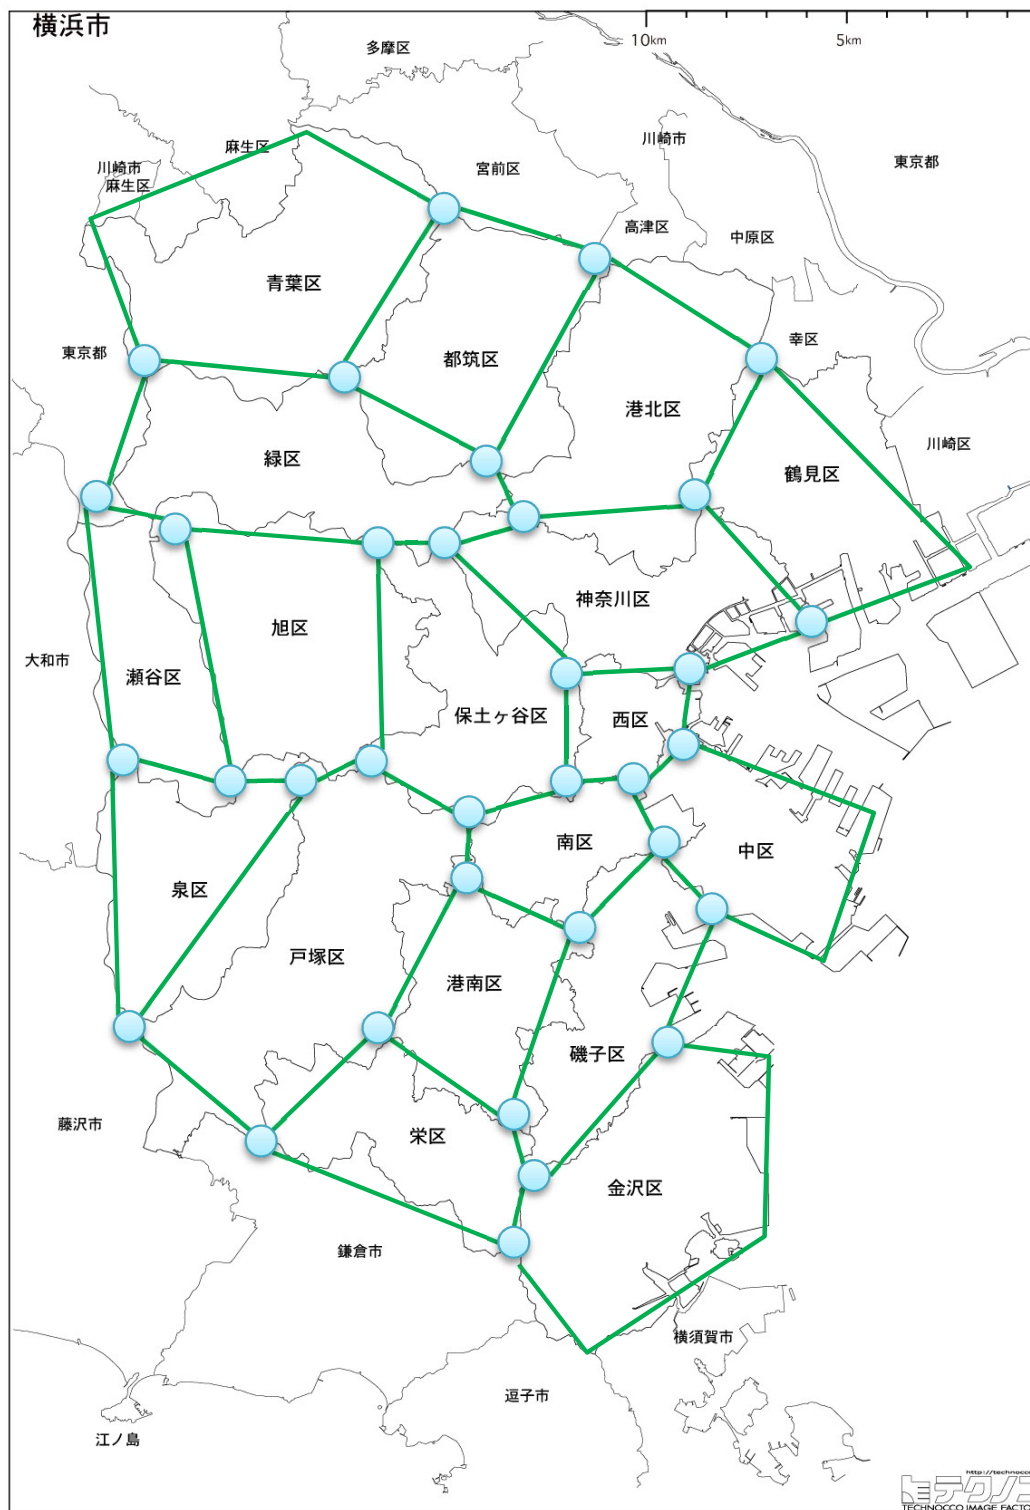 横浜市
10km
5km
多摩区
川崎市
麻生区
宮前区
東京都
川崎市
麻生区
高津区
中原区
青葉区
幸区
東京都
都筑区
港北区
川崎区
緑区
鶴見区
神奈川区
旭区
大和市
瀬谷区
保土ヶ谷区
西区
南区
中区
泉区
戸塚区
港南区
磯子区
藤沢市
栄区
金沢区
鎌倉市
横須賀市
逗子市
江ノ島
TECHNOCCO IMAGE FACTO